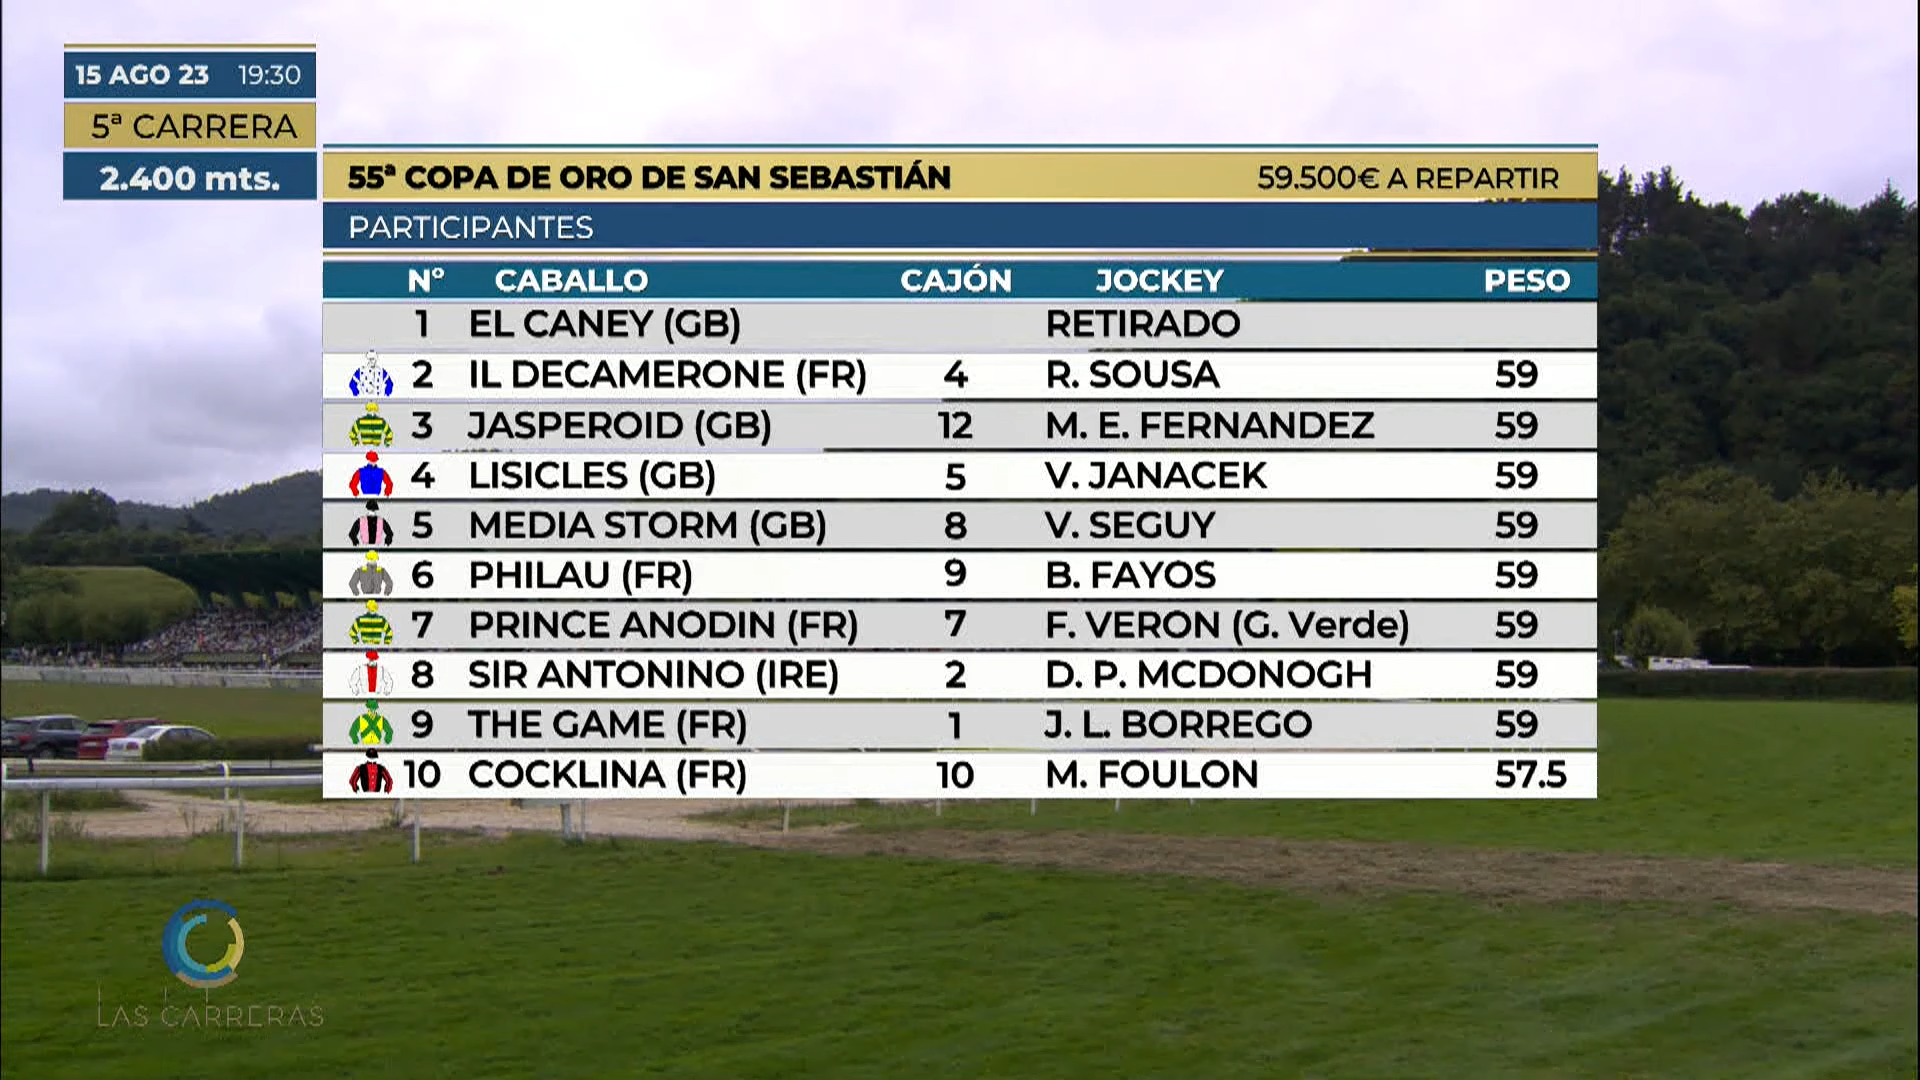 15 AGO 23 19:30
5ª CARRERA
2.400 mts.
55ª COPA DE ORO DE SAN SEBASTIÁN 59.500€ A REPARTIR
PARTICIPANTES
Nº CABALLO CAJÓN JOCKEY PESO
1 EL CANEY (GB) RETIRADO
2 IL DECAMERONE (FR) 4 R. SOUSA 59
3 JASPEROID (GB) 12 M. E. FERNANDEZ 59
4 LISICLES (GB) 5 V. JANACEK 59
5 MEDIA STORM (GB) 8 V. SEGUY 59
6 PHILAU (FR) 9 B. FAYOS 59
7 PRINCE ANODIN (FR) 7 F. VERON (G. Verde) 59
8 SIR ANTONINO (IRE) 2 D. P. MCDONOGH 59
9 THE GAME (FR) 1 J. L. BORREGO 59
10 COCKLINA (FR) 10 M. FOULON 57.5
LAS CARRERAS